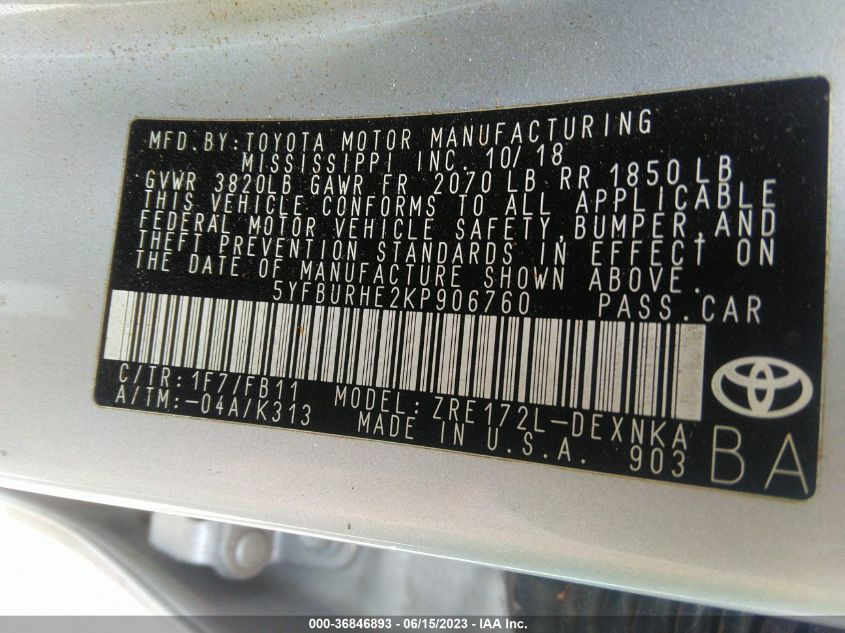 MFD.BY:TOYOTA MOTOR MANUFACTURING
MISSISSIPPI INC. 10/18
GVWR 3820LB GAWR FR 2070 LB RR 1850 LB
THIS VEHICLE CONFORMS TO ALL APPLICABLE
FEDERAL MOTOR VEHICLE SAFETY,BUMPER,AND
THEFT PREVENTION STANDARDS IN EFFECT ON
THE DATE OF MANUFACTURE SHOWN ABOVE.
5YFBURHE2KP906760 PASS.CAR
C/TR:1F7/FB11 MODEL:ZRE172L-DEXNKA
A/TM:-04A/K313 MADE IN U.S.A. 903
BA
000-36846893 - 06/15/2023 - IAA Inc.